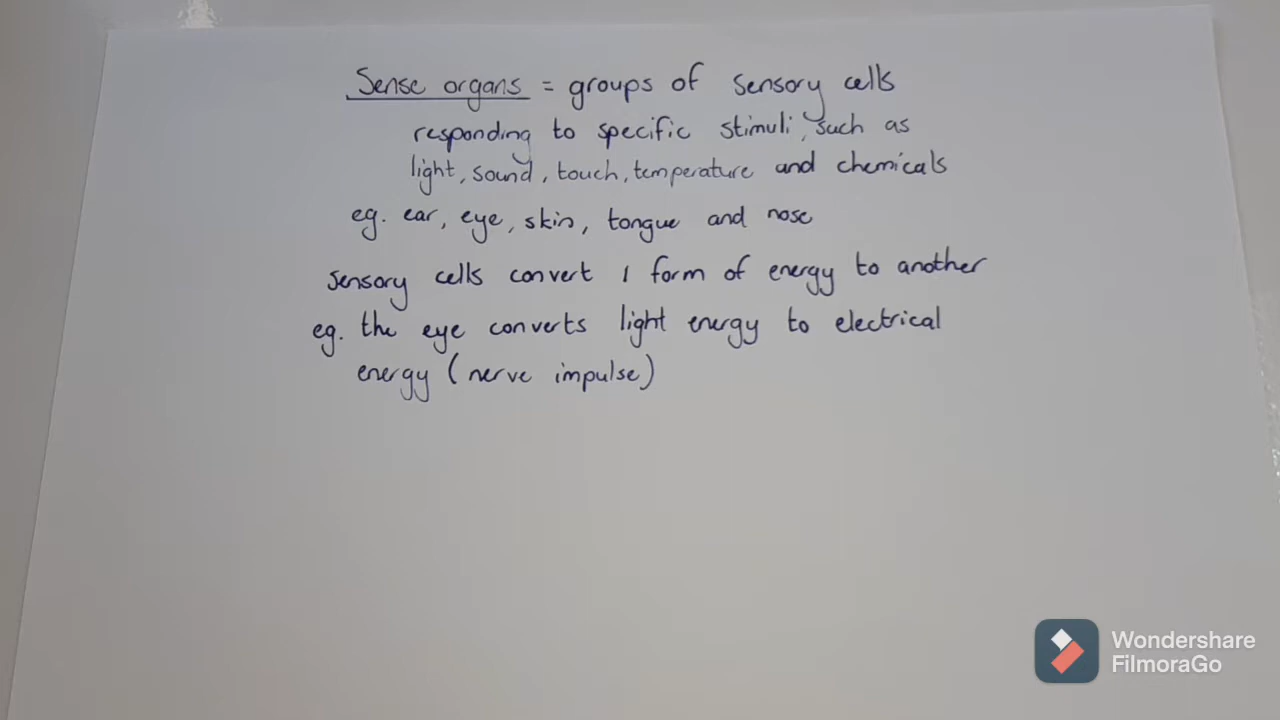 Sense organs = groups of sensory cells
responding to specific stimuli, such as
light, sound, touch, temperature and chemicals
eg. ear, eye, skin, tongue and nose
sensory cells convert 1 form of energy to another
eg. the eye converts light energy to electrical
energy (nerve impulse)
Wondershare
FilmoraGo